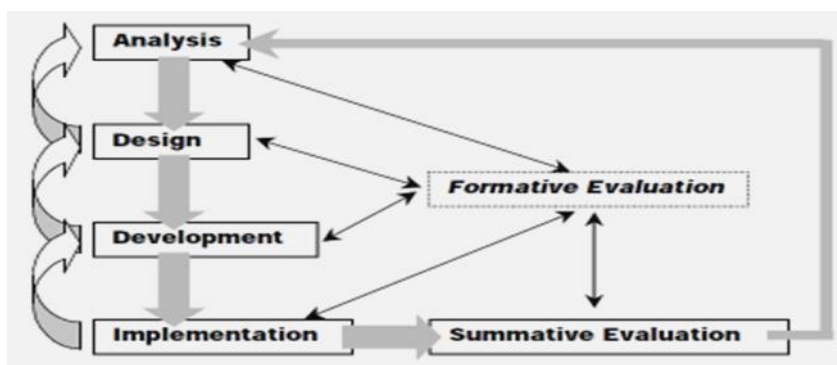 Analysis
Design
Formative Evaluation
Development
Implementation
Summative Evaluation